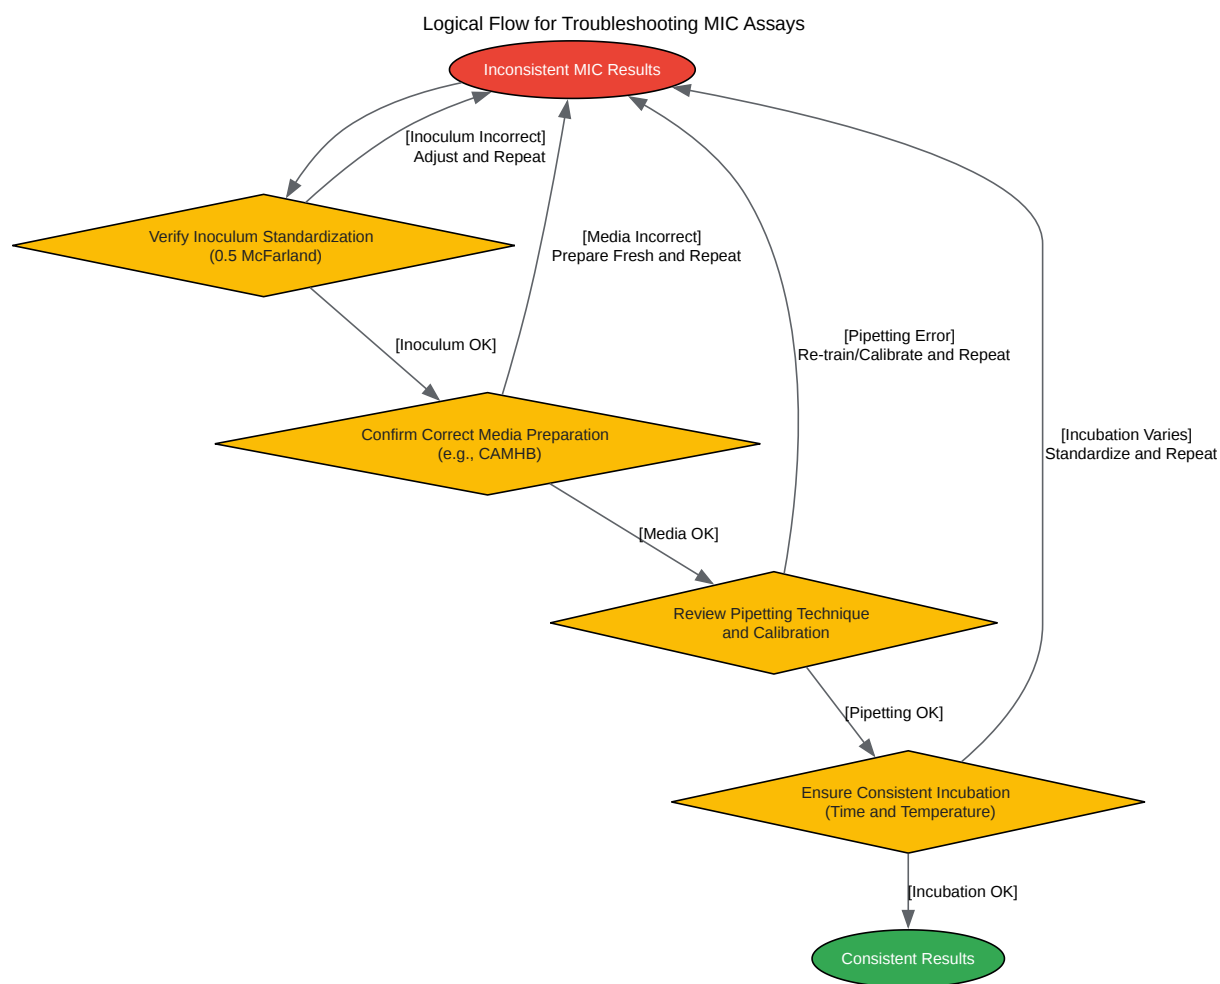 Logical Flow for Troubleshooting MIC Assays
Inconsistent MIC Results
[Inoculum Incorrect]
Adjust and Repeat
Verify Inoculum Standardization
(0.5 McFarland)
[Media Incorrect]
Prepare Fresh and Repeat
[Inoculum OK]
[Pipetting Error]
Re-train/Calibrate and Repeat
Confirm Correct Media Preparation
(e.g., CAMHB)
[Incubation Varies]
Standardize and Repeat
[Media OK]
Review Pipetting Technique
and Calibration
[Pipetting OK]
Ensure Consistent Incubation
(Time and Temperature)
[Incubation OK]
Consistent Results